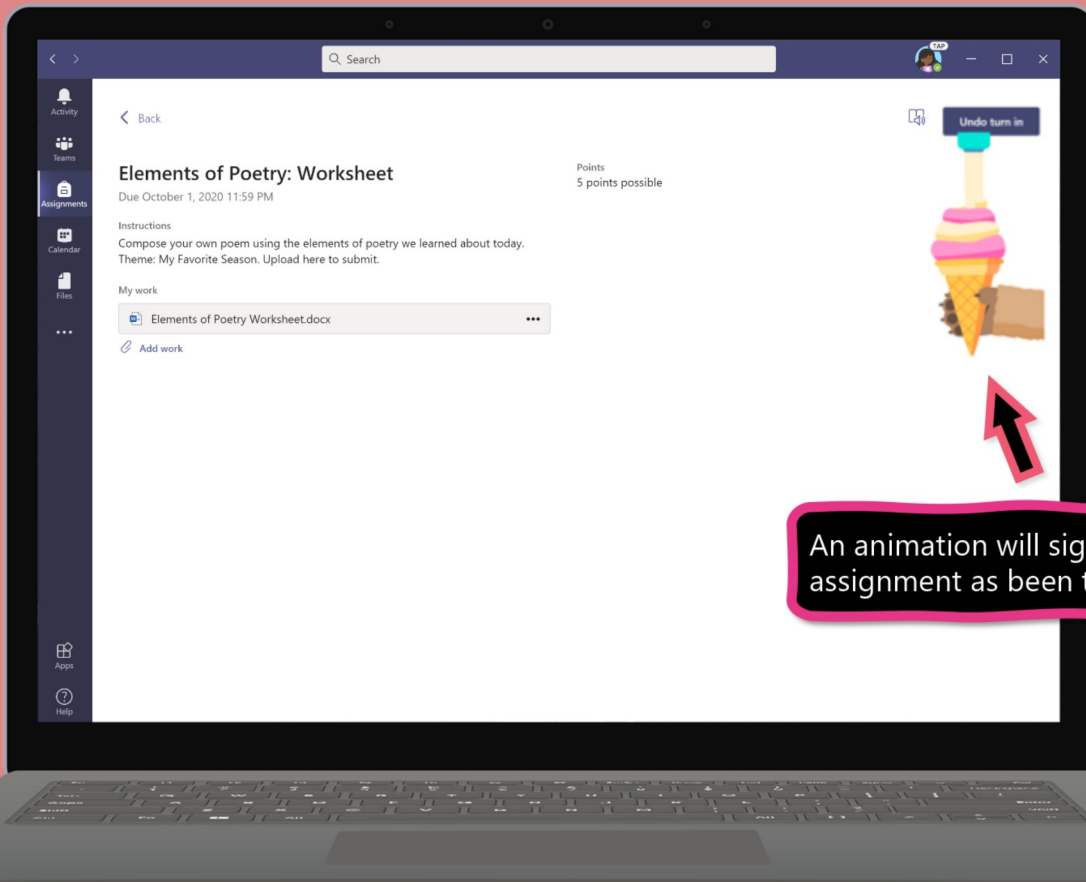 Search
TAP
Activity
Teams
Assignments
Calendar
Files
Apps
Help
Back
Undo turn in
Elements of Poetry: Worksheet
Due October 1, 2020 11:59 PM
Points
5 points possible
Instructions
Compose your own poem using the elements of poetry we learned about today.
Theme: My Favorite Season. Upload here to submit.
My work
Elements of Poetry Worksheet.docx
Add work
An animation will sig
assignment as been t